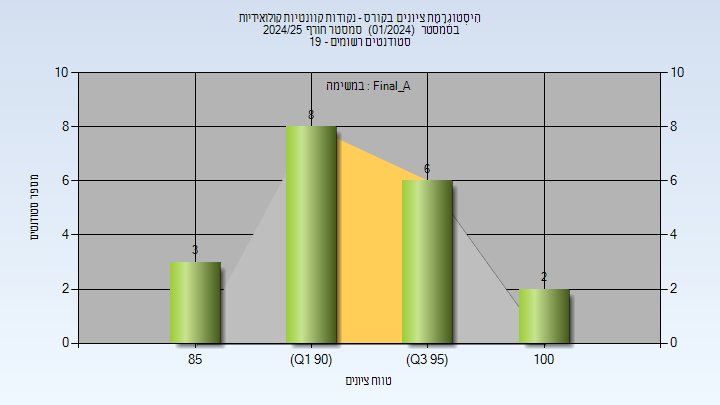 היסטוגרמת ציונים בקורס - נקודות קוונטיות קולואידיות
בסמסטר (01/2024) סמסטר חורף 2024/25
סטודנטים רשומים - 19
במשימה : Final_A
10 10
8 8
6 6
4 4
2 2
0 0
3 8 6 2
85 (Q1 90) (Q3 95) 100
מספר סטודנטים
טווח ציונים